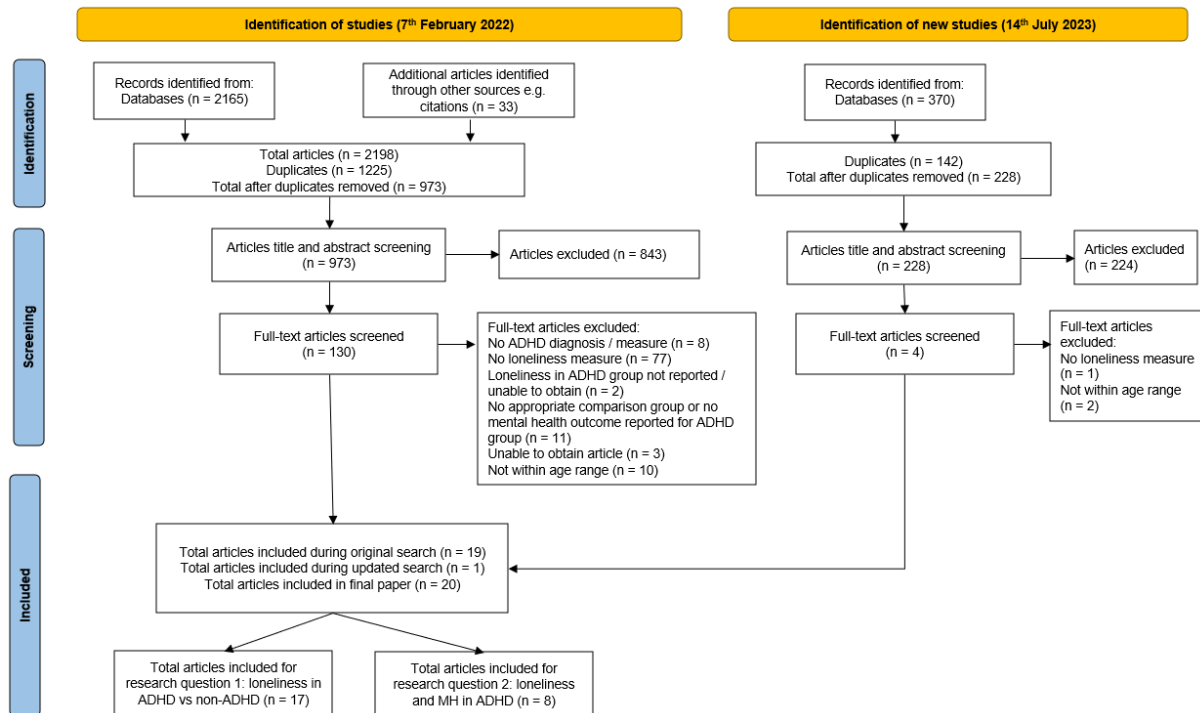 Identification of studies (7th February 2022)
Identification of new studies (14th July 2023)
Identification
Records identified from:
Databases (n = 2165)
Additional articles identified
through other sources e.g.
citations (n = 33)
Records identified from:
Databases (n = 370)
Total articles (n = 2198)
Duplicates (n = 1225)
Total after duplicates removed (n = 973)
Duplicates (n = 142)
Total after duplicates removed (n = 228)
Screening
Articles title and abstract screening
(n = 973)
Articles excluded (n = 843)
Articles title and abstract screening
(n = 228)
Articles excluded
(n = 224)
Full-text articles screened
(n = 130)
Full-text articles excluded:
No ADHD diagnosis / measure (n = 8)
No loneliness measure (n = 77)
Loneliness in ADHD group not reported /
unable to obtain (n = 2)
No appropriate comparison group or no
mental health outcome reported for ADHD
group (n = 11)
Unable to obtain article (n = 3)
Not within age range (n = 10)
Full-text articles screened
(n = 4)
Full-text articles
excluded:
No loneliness measure
(n = 1)
Not within age range
(n = 2)
Included
Total articles included during original search (n = 19)
Total articles included during updated search (n = 1)
Total articles included in final paper (n = 20)
Total articles included for
research question 1: loneliness in
ADHD vs non-ADHD (n = 17)
Total articles included for
research question 2: loneliness
and MH in ADHD (n = 8)